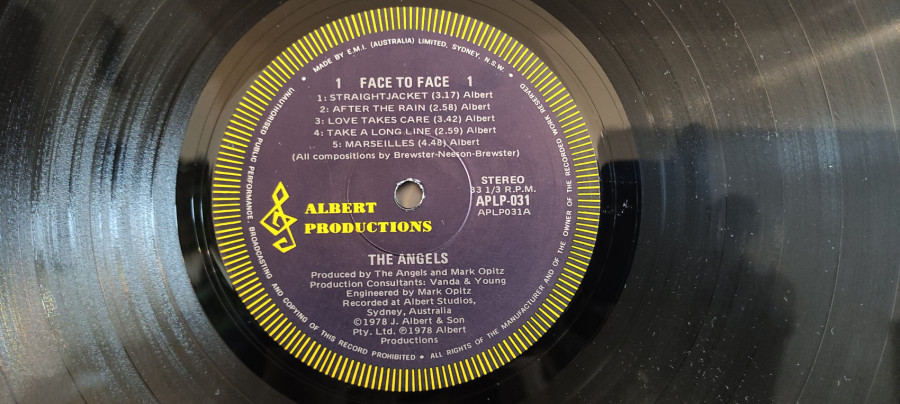 MADE BY E.M.I. (AUSTRALIA) LIMITED, SYDNEY, N.S.W.
1 FACE TO FACE 1
1: STRAIGHTJACKET (3.17) Albert
2: AFTER THE RAIN (2.58) Albert
3: LOVE TAKES CARE (3.42) Albert
4: TAKE A LONG LINE (2.59) Albert
5: MARSEILLES (4.48) Albert
(All compositions by Brewster-Neeson-Brewster)
STEREO
33 1/3 R.P.M.
APLP-031
APLP031A
ALBERT
PRODUCTIONS
THE ANGELS
Produced by The Angels and Mark Opitz
Production Consultants: Vanda & Young
Engineered by Mark Opitz
Recorded at Albert Studios,
Sydney, Australia
©1978 J. Albert & Son
Pty. Ltd. ℗1978 Albert
Productions
UNAUTHORISED PUBLIC PERFORMANCE, BROADCASTING AND COPYING OF THIS RECORD PROHIBITED • ALL RIGHTS OF THE MANUFACTURER AND OF THE OWNER OF THE RECORDED WORK RESERVED